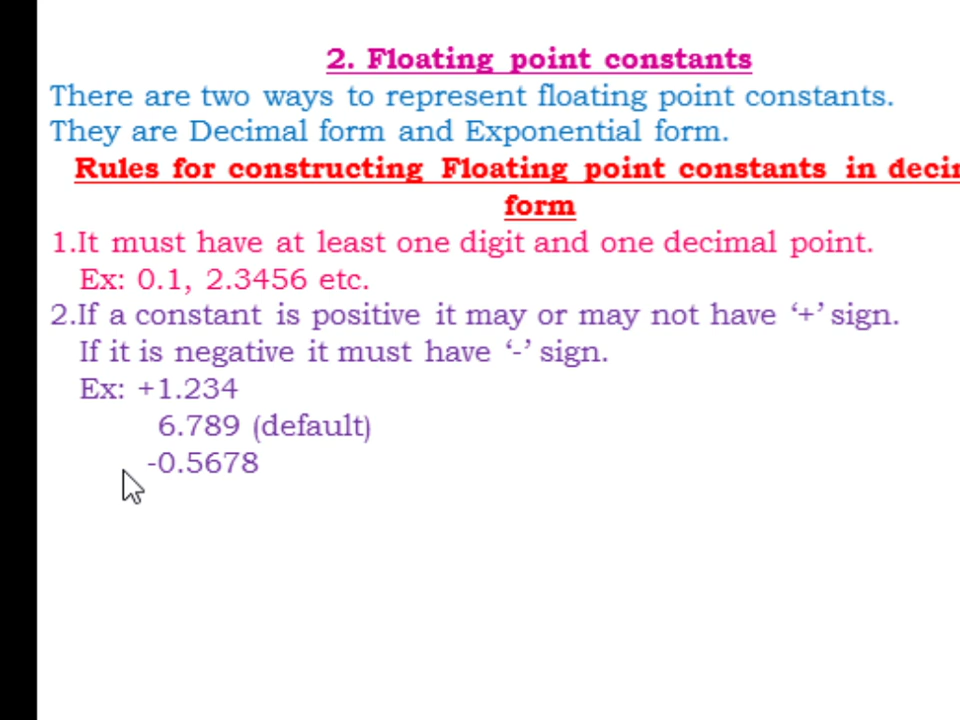 2. Floating point constants
There are two ways to represent floating point constants.
They are Decimal form and Exponential form.
Rules for constructing Floating point constants in
form
1.It must have at least one digit and one decimal point.
Ex: 0.1, 2.3456 etc.
2.If a constant is positive it may or may not have ‘+’ sign.
If it is negative it must have ‘-’ sign.
Ex: +1.234
6.789 (default)
-0.5678